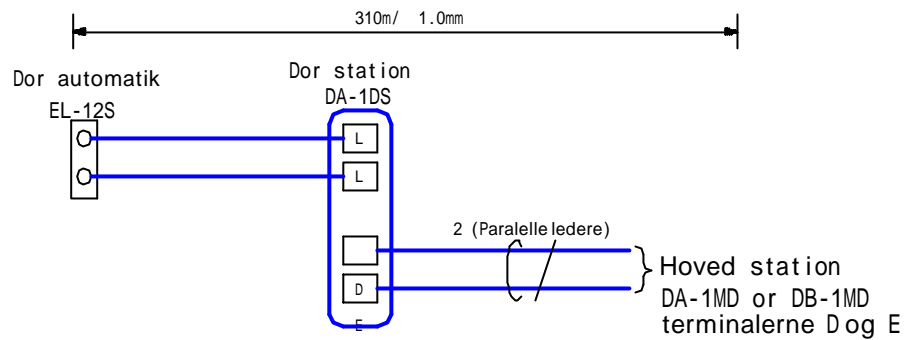 310m/ 1.0mm
Dor automatik
EL-12S
Dor station
DA-1DS
L
L
2 (Paralelle ledere)
D
E
Hoved station
DA-1MD or DB-1MD
terminalerne D og E